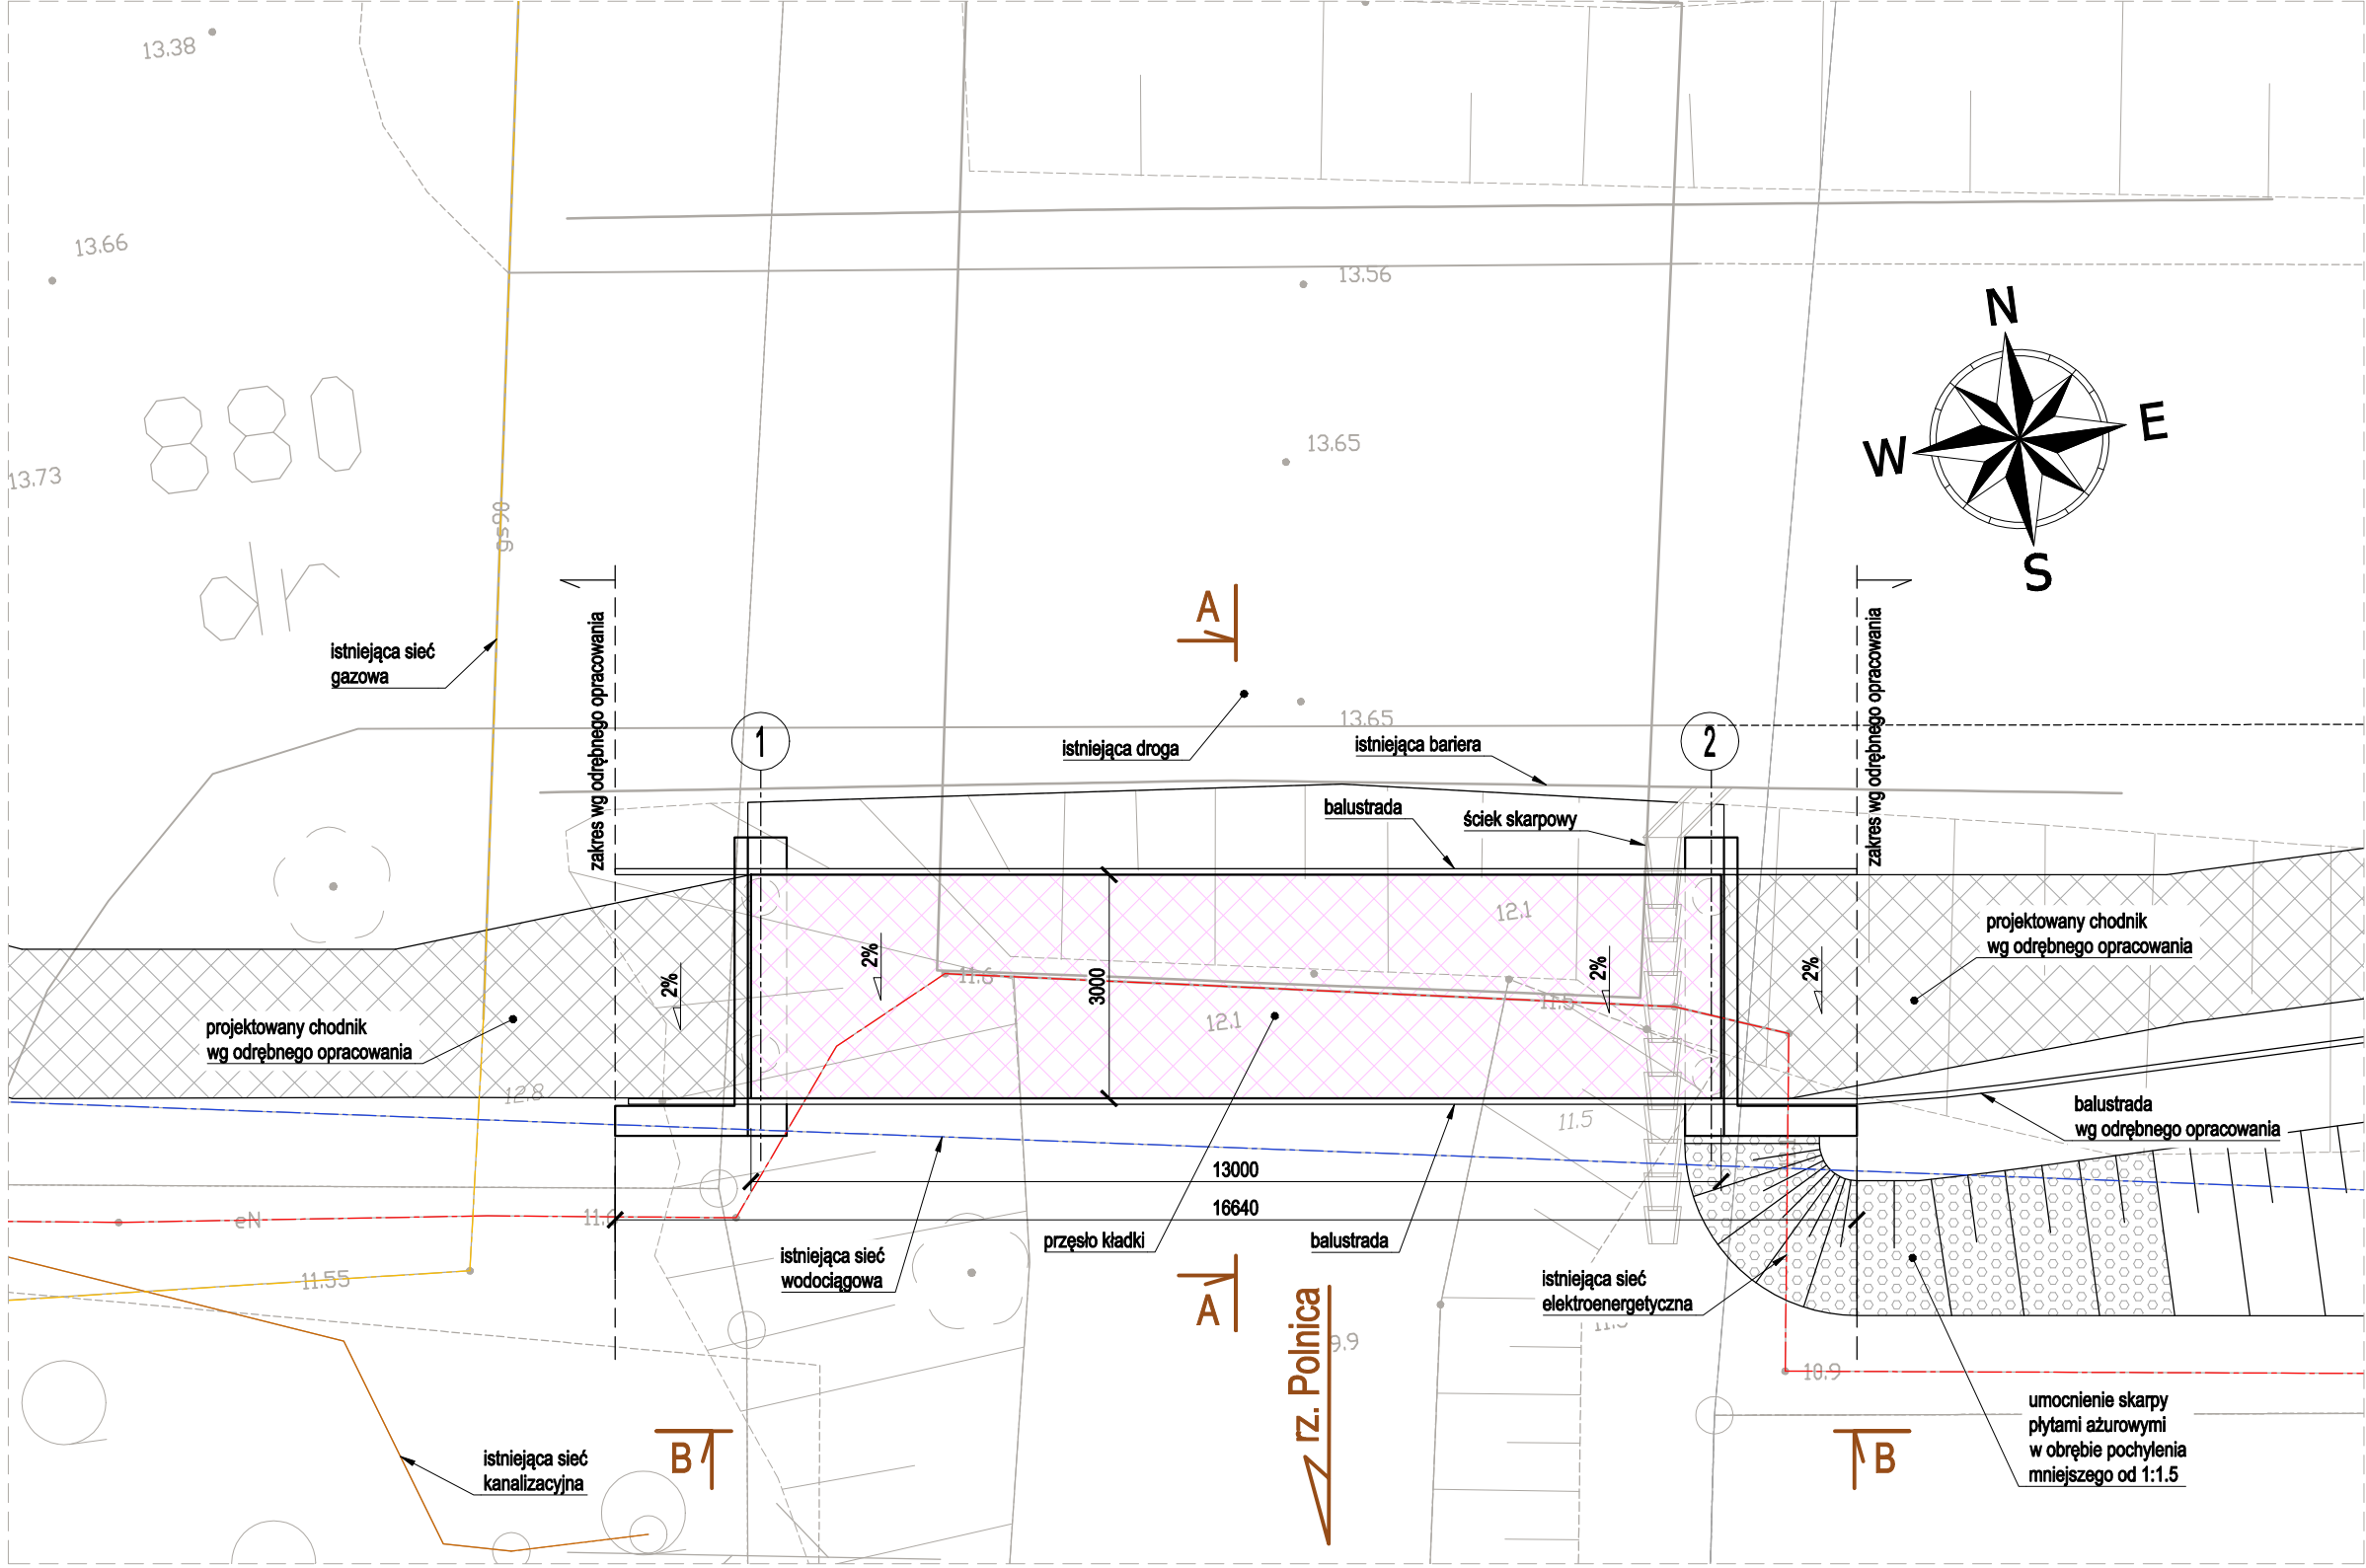 13.38
13.66
13.56
N
E
W
S
13.65
880
13.73
gs90
dr
A
istniejąca sieć
gazowa
zakres wg odrębnego opracowania
zakres wg odrębnego opracowania
1
2
13.65
istniejąca droga
istniejąca bariera
balustrada
ściek skarpowy
12.1
projektowany chodnik
wg odrębnego opracowania
2%
2%
2%
2%
11.6
3000
11.5
12.1
projektowany chodnik
wg odrębnego opracowania
12.8
11.5
balustrada
wg odrębnego opracowania
13000
16640
eN
przęsło kładki
balustrada
istniejąca sieć
wodociągowa
11.55
istniejąca sieć
elektroenergetyczna
A
rz. Polnica
9.9
10.9
umocnienie skarpy
płytami ażurowymi
w obrębie pochylenia
mniejszego od 1:1.5
B
B
istniejąca sieć
kanalizacyjna